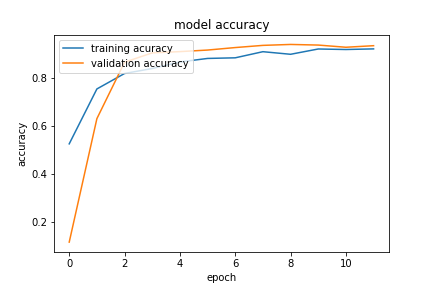 model accuracy
training acuracy
validation accuracy
accuracy
0.8
0.6
0.4
0.2
0 2 4 6 8 10
epoch